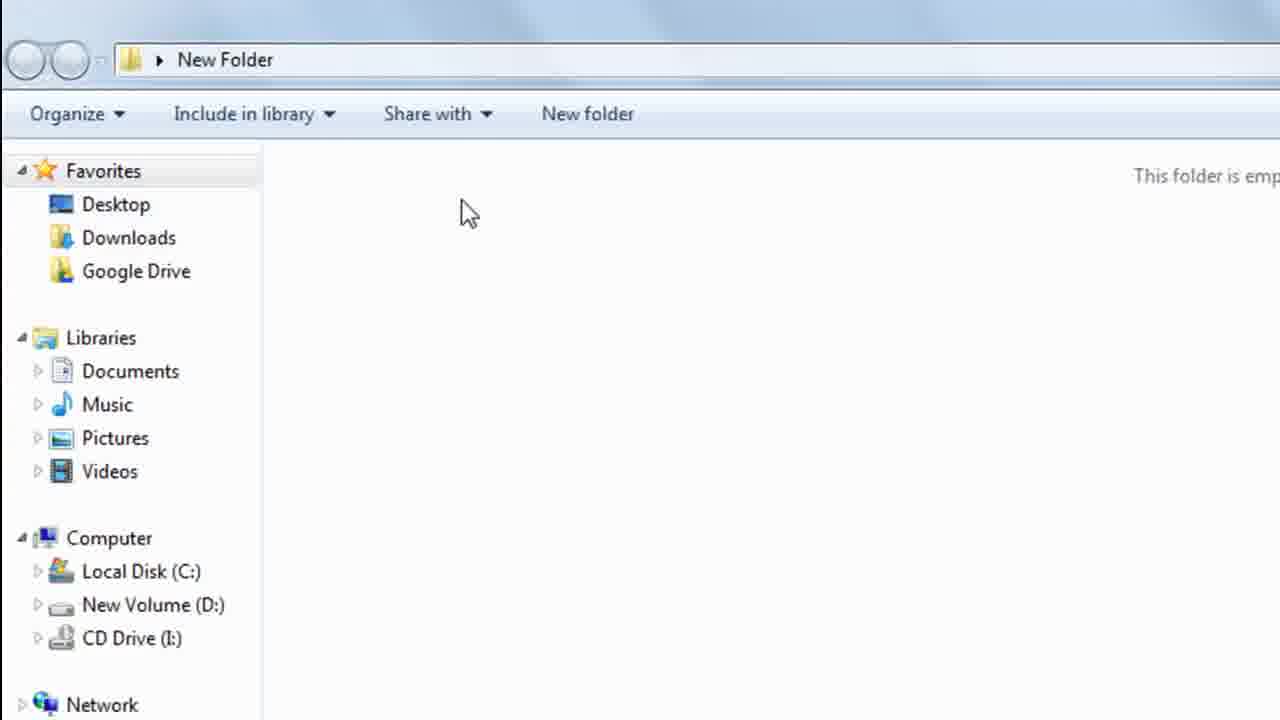 New Folder
Organize Include in library Share with New folder
This folder is
Favorites
Desktop
Downloads
Google Drive
Libraries
Documents
Music
Pictures
Videos
Computer
Local Disk (C:)
New Volume (D:)
CD Drive (I:)
Network